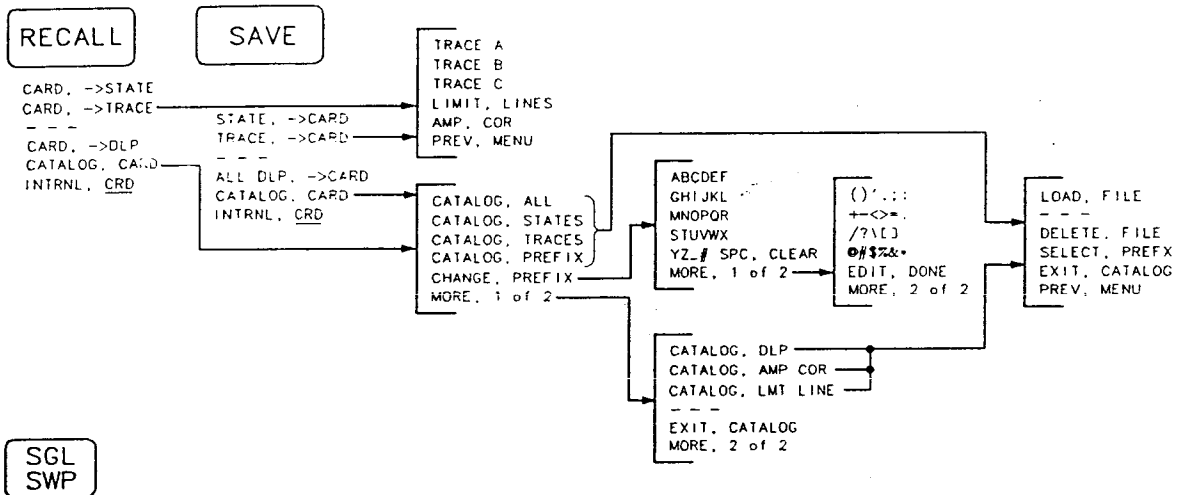 RECALL
CARD, ->STATE
CARD, ->TRACE
- - -
CARD, ->DLP
CATALOG, CARD
INTRNL, CRD
SAVE
STATE, ->CARD
TRACE, ->CARD
- - -
ALL DLP, ->CARD
CATALOG, CARD
INTRNL, CRD
TRACE A
TRACE B
TRACE C
LIMIT, LINES
AMP, COR
PREV, MENU
CATALOG, ALL
CATALOG, STATES
CATALOG, TRACES
CATALOG, PREFIX
CHANGE, PREFIX
MORE, 1 of 2
ABCDEF
GHIJKL
MNOPQR
STUVWX
YZ_# SPC, CLEAR
MORE, 1 of 2
()'.;:
+-<>=,
/?\[]
@#$%&*
EDIT, DONE
MORE, 2 of 2
LOAD, FILE
- - -
DELETE, FILE
SELECT, PREFX
EXIT, CATALOG
PREV, MENU
CATALOG, DLP
CATALOG, AMP COR
CATALOG, LMT LINE
- - -
EXIT, CATALOG
MORE, 2 of 2
SGL
SWP